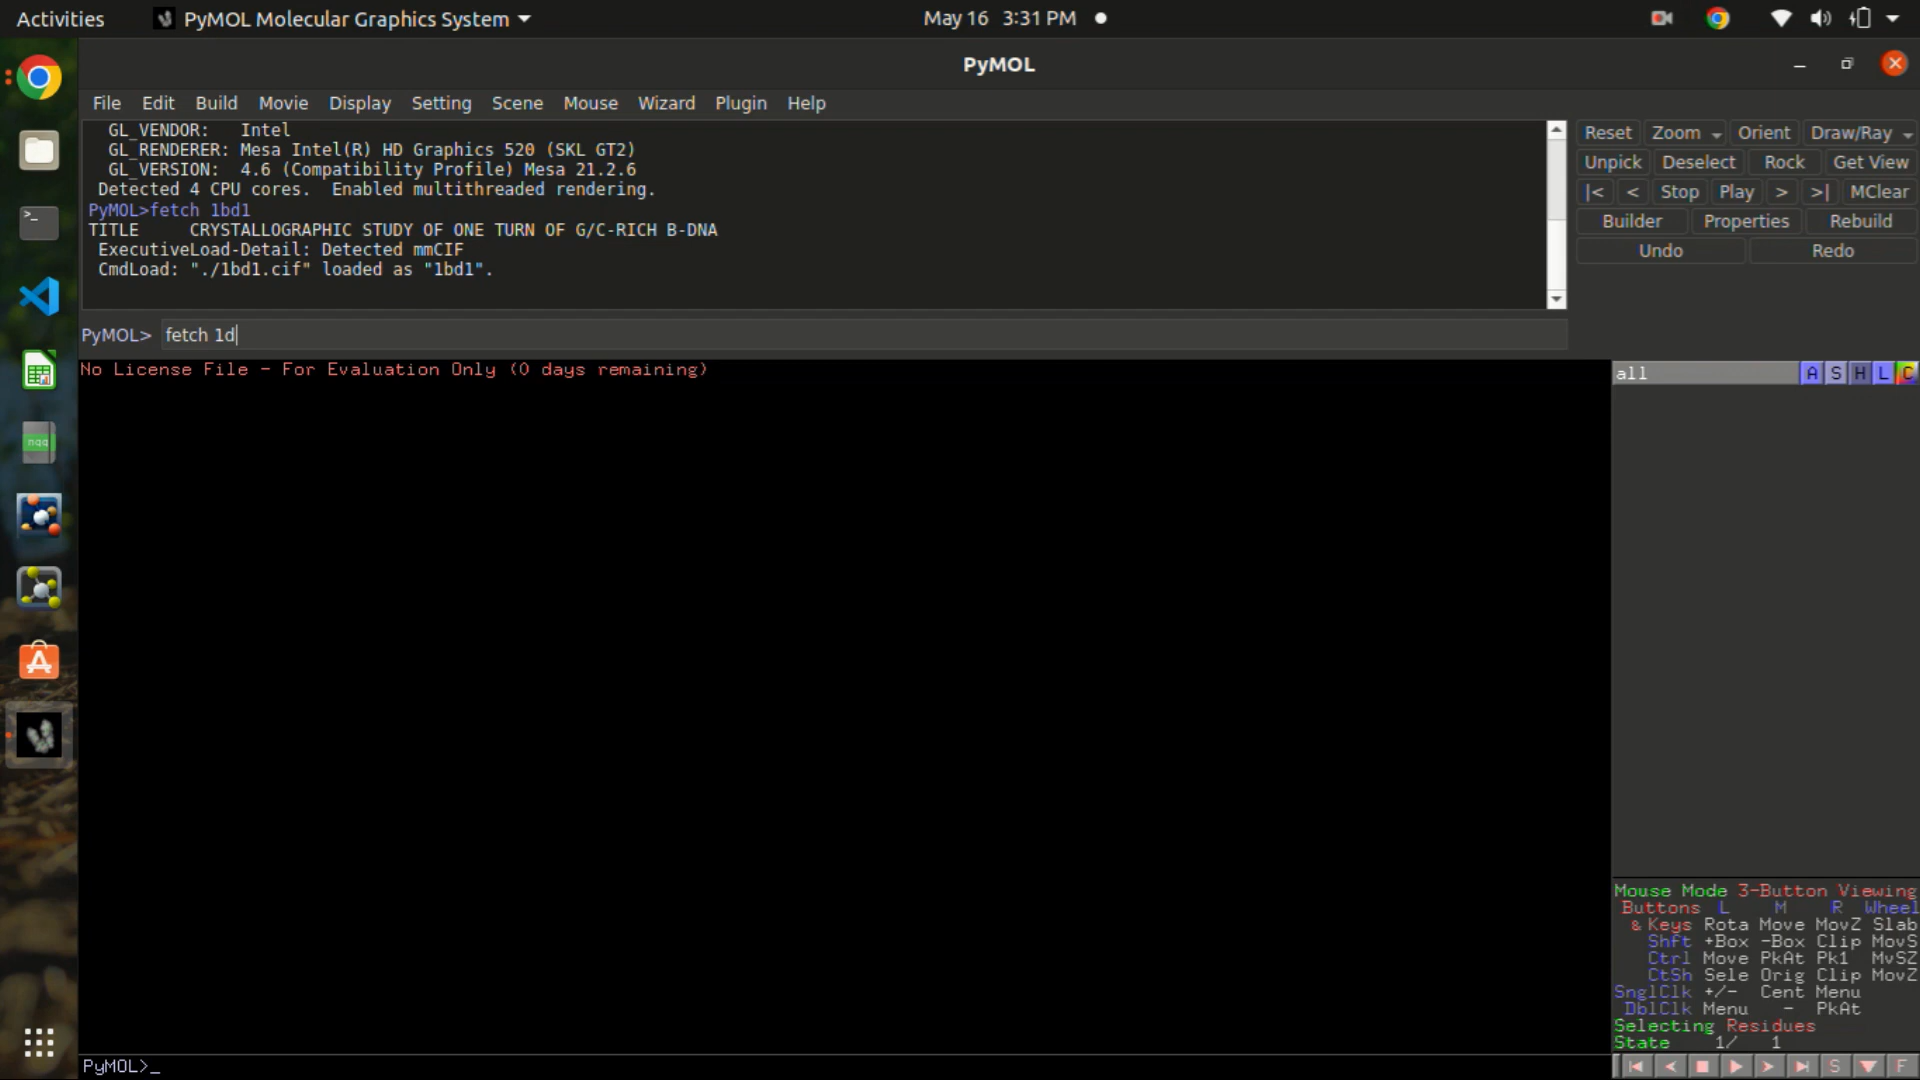 Activities PyMOL Molecular Graphics System May 16 3:31 PM
PyMOL
File Edit Build Movie Display Setting Scene Mouse Wizard Plugin Help
GL_VENDOR: Intel
GL_RENDERER: Mesa Intel(R) HD Graphics 520 (SKL GT2)
GL_VERSION: 4.6 (Compatibility Profile) Mesa 21.2.6
Detected 4 CPU cores. Enabled multithreaded rendering.
PyMOL>fetch 1bd1
TITLE CRYSTALLOGRAPHIC STUDY OF ONE TURN OF G/C-RICH B-DNA
ExecutiveLoad-Detail: Detected mmCIF
CmdLoad: "./1bd1.cif" loaded as "1bd1".
PyMOL> fetch 1d
Reset Zoom Orient Draw/Ray
Unpick Deselect Rock Get View
|< < Stop Play > >| MClear
Builder Properties Rebuild
Undo Redo
No License File - For Evaluation Only (0 days remaining)
all A S H L C
nqq
Mouse Mode 3-Button Viewing
Buttons L M R Wheel
& Keys Rota Move MovZ Slab
Shft +Box -Box Clip MovS
Ctrl Move PkAt Pk1 MvSZ
CtSh Sele Orig Clip MovZ
SnglClk +/- Cent Menu
DblClk Menu - PkAt
Selecting Residues
State 1/ 1
S F
PyMOL>_